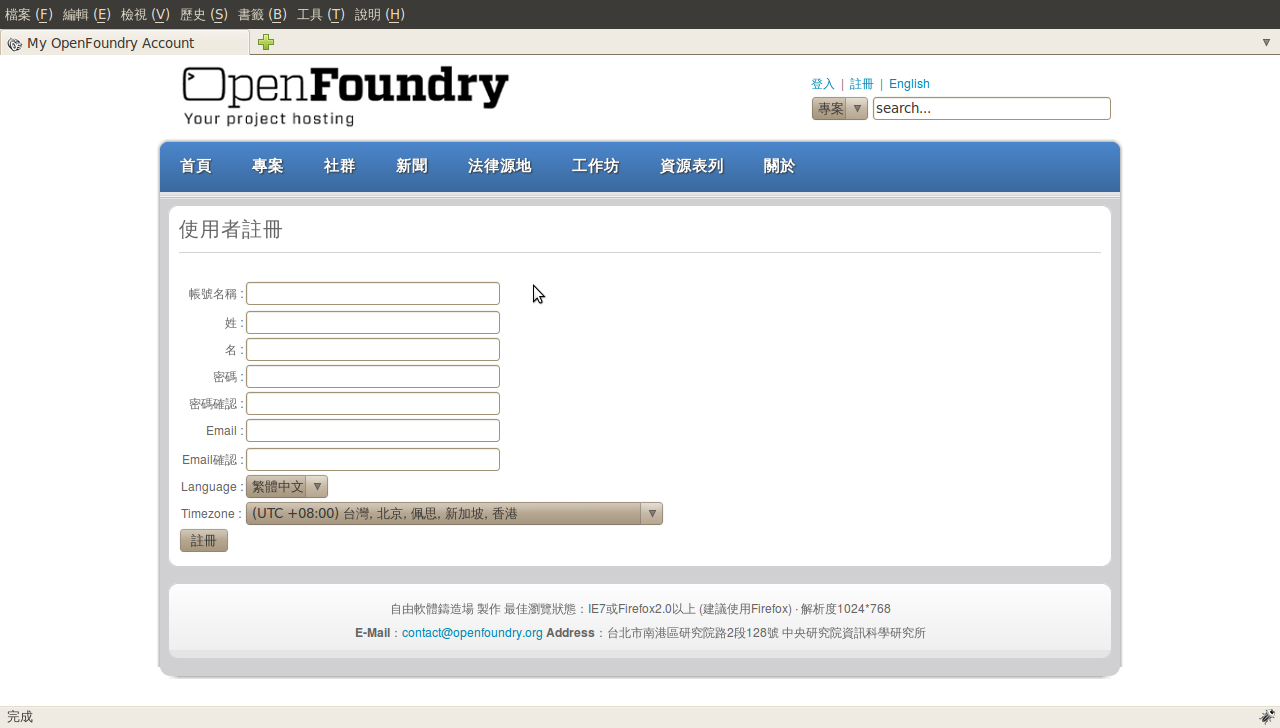 檔案 (F) 編輯 (E) 檢視 (V) 歷史 (S) 書籤 (B) 工具 (T) 說明 (H)
My OpenFoundry Account
OpenFoundry
Your project hosting
登入 | 註冊 | English
專案 search...
首頁 專案 社群 新聞 法律源地 工作坊 資源表列 關於
使用者註冊
帳號名稱 :
姓 :
名 :
密碼 :
密碼確認 :
Email :
Email確認 :
Language : 繁體中文
Timezone : (UTC +08:00) 台灣, 北京, 佩思, 新加坡, 香港
註冊
自由軟體鑄造場 製作 最佳瀏覽狀態：IE7或Firefox2.0以上 (建議使用Firefox) · 解析度1024*768
E-Mail：contact@openfoundry.org Address：台北市南港區研究院路2段128號 中央研究院資訊科學研究所
完成